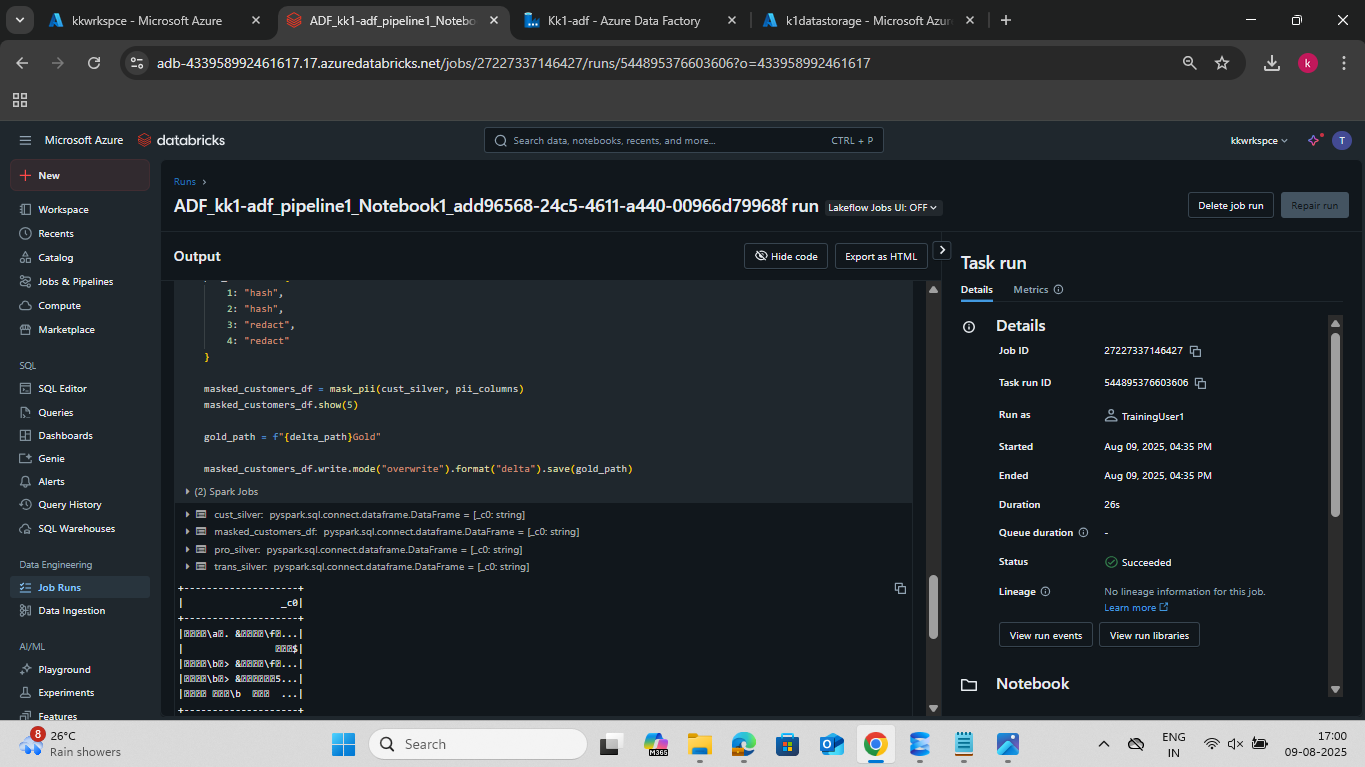 kkwrkspce - Microsoft Azure
ADF_kk1-adf_pipeline1_Notebo
Kk1-adf - Azure Data Factory
k1datastorage - Microsoft Azur
adb-433958992461617.17.azuredatabricks.net/jobs/27227337146427/runs/544895376603606?o=433958992461617
k
Microsoft Azure
databricks
Search data, notebooks, recents, and more...
CTRL + P
kkwrkspce
T
New
Workspace
Recents
Catalog
Jobs & Pipelines
Compute
Marketplace
SQL
SQL Editor
Queries
Dashboards
Genie
Alerts
Query History
SQL Warehouses
Data Engineering
Job Runs
Data Ingestion
AI/ML
Playground
Experiments
Features
Runs
ADF_kk1-adf_pipeline1_Notebook1_add96568-24c5-4611-a440-00966d79968f run
Lakeflow Jobs UI: OFF
Delete job run
Repair run
Output
Hide code
Export as HTML
1: "hash",
2: "hash",
3: "redact",
4: "redact"
}
masked_customers_df = mask_pii(cust_silver, pii_columns)
masked_customers_df.show(5)
gold_path = f"{delta_path}Gold"
masked_customers_df.write.mode("overwrite").format("delta").save(gold_path)
(2) Spark Jobs
cust_silver: pyspark.sql.connect.dataframe.DataFrame = [_c0: string]
masked_customers_df: pyspark.sql.connect.dataframe.DataFrame = [_c0: string]
pro_silver: pyspark.sql.connect.dataframe.DataFrame = [_c0: string]
trans_silver: pyspark.sql.connect.dataframe.DataFrame = [_c0: string]
+--------------------+
| _c0|
+--------------------+
+--------------------+
Task run
Details
Metrics
Details
Job ID
27227337146427
Task run ID
544895376603606
Run as
TrainingUser1
Started
Aug 09, 2025, 04:35 PM
Ended
Aug 09, 2025, 04:35 PM
Duration
26s
Queue duration
-
Status
Succeeded
Lineage
No lineage information for this job.
Learn more
View run events
View run libraries
Notebook
8
26°C
Rain showers
Search
M365
ENG
IN
17:00
09-08-2025